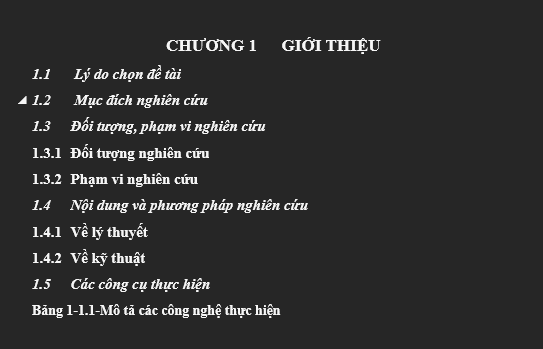 CHƯƠNG 1 GIỚI THIỆU
1.1 Lý do chọn đề tài
1.2 Mục đích nghiên cứu
1.3 Đối tượng, phạm vi nghiên cứu
1.3.1 Đối tượng nghiên cứu
1.3.2 Phạm vi nghiên cứu
1.4 Nội dung và phương pháp nghiên cứu
1.4.1 Về lý thuyết
1.4.2 Về kỹ thuật
1.5 Các công cụ thực hiện
Bảng 1-1.1-Mô tả các công nghệ thực hiện